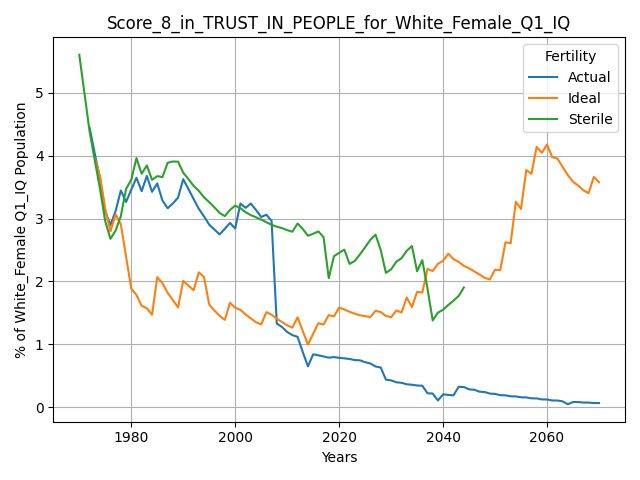 Score_8_in_TRUST_IN_PEOPLE_for_White_Female_Q1_IQ
% of White_Female Q1_IQ Population
5
4
3
2
1
0
Fertility
Actual
Ideal
Sterile
1980 2000 2020 2040 2060
Years